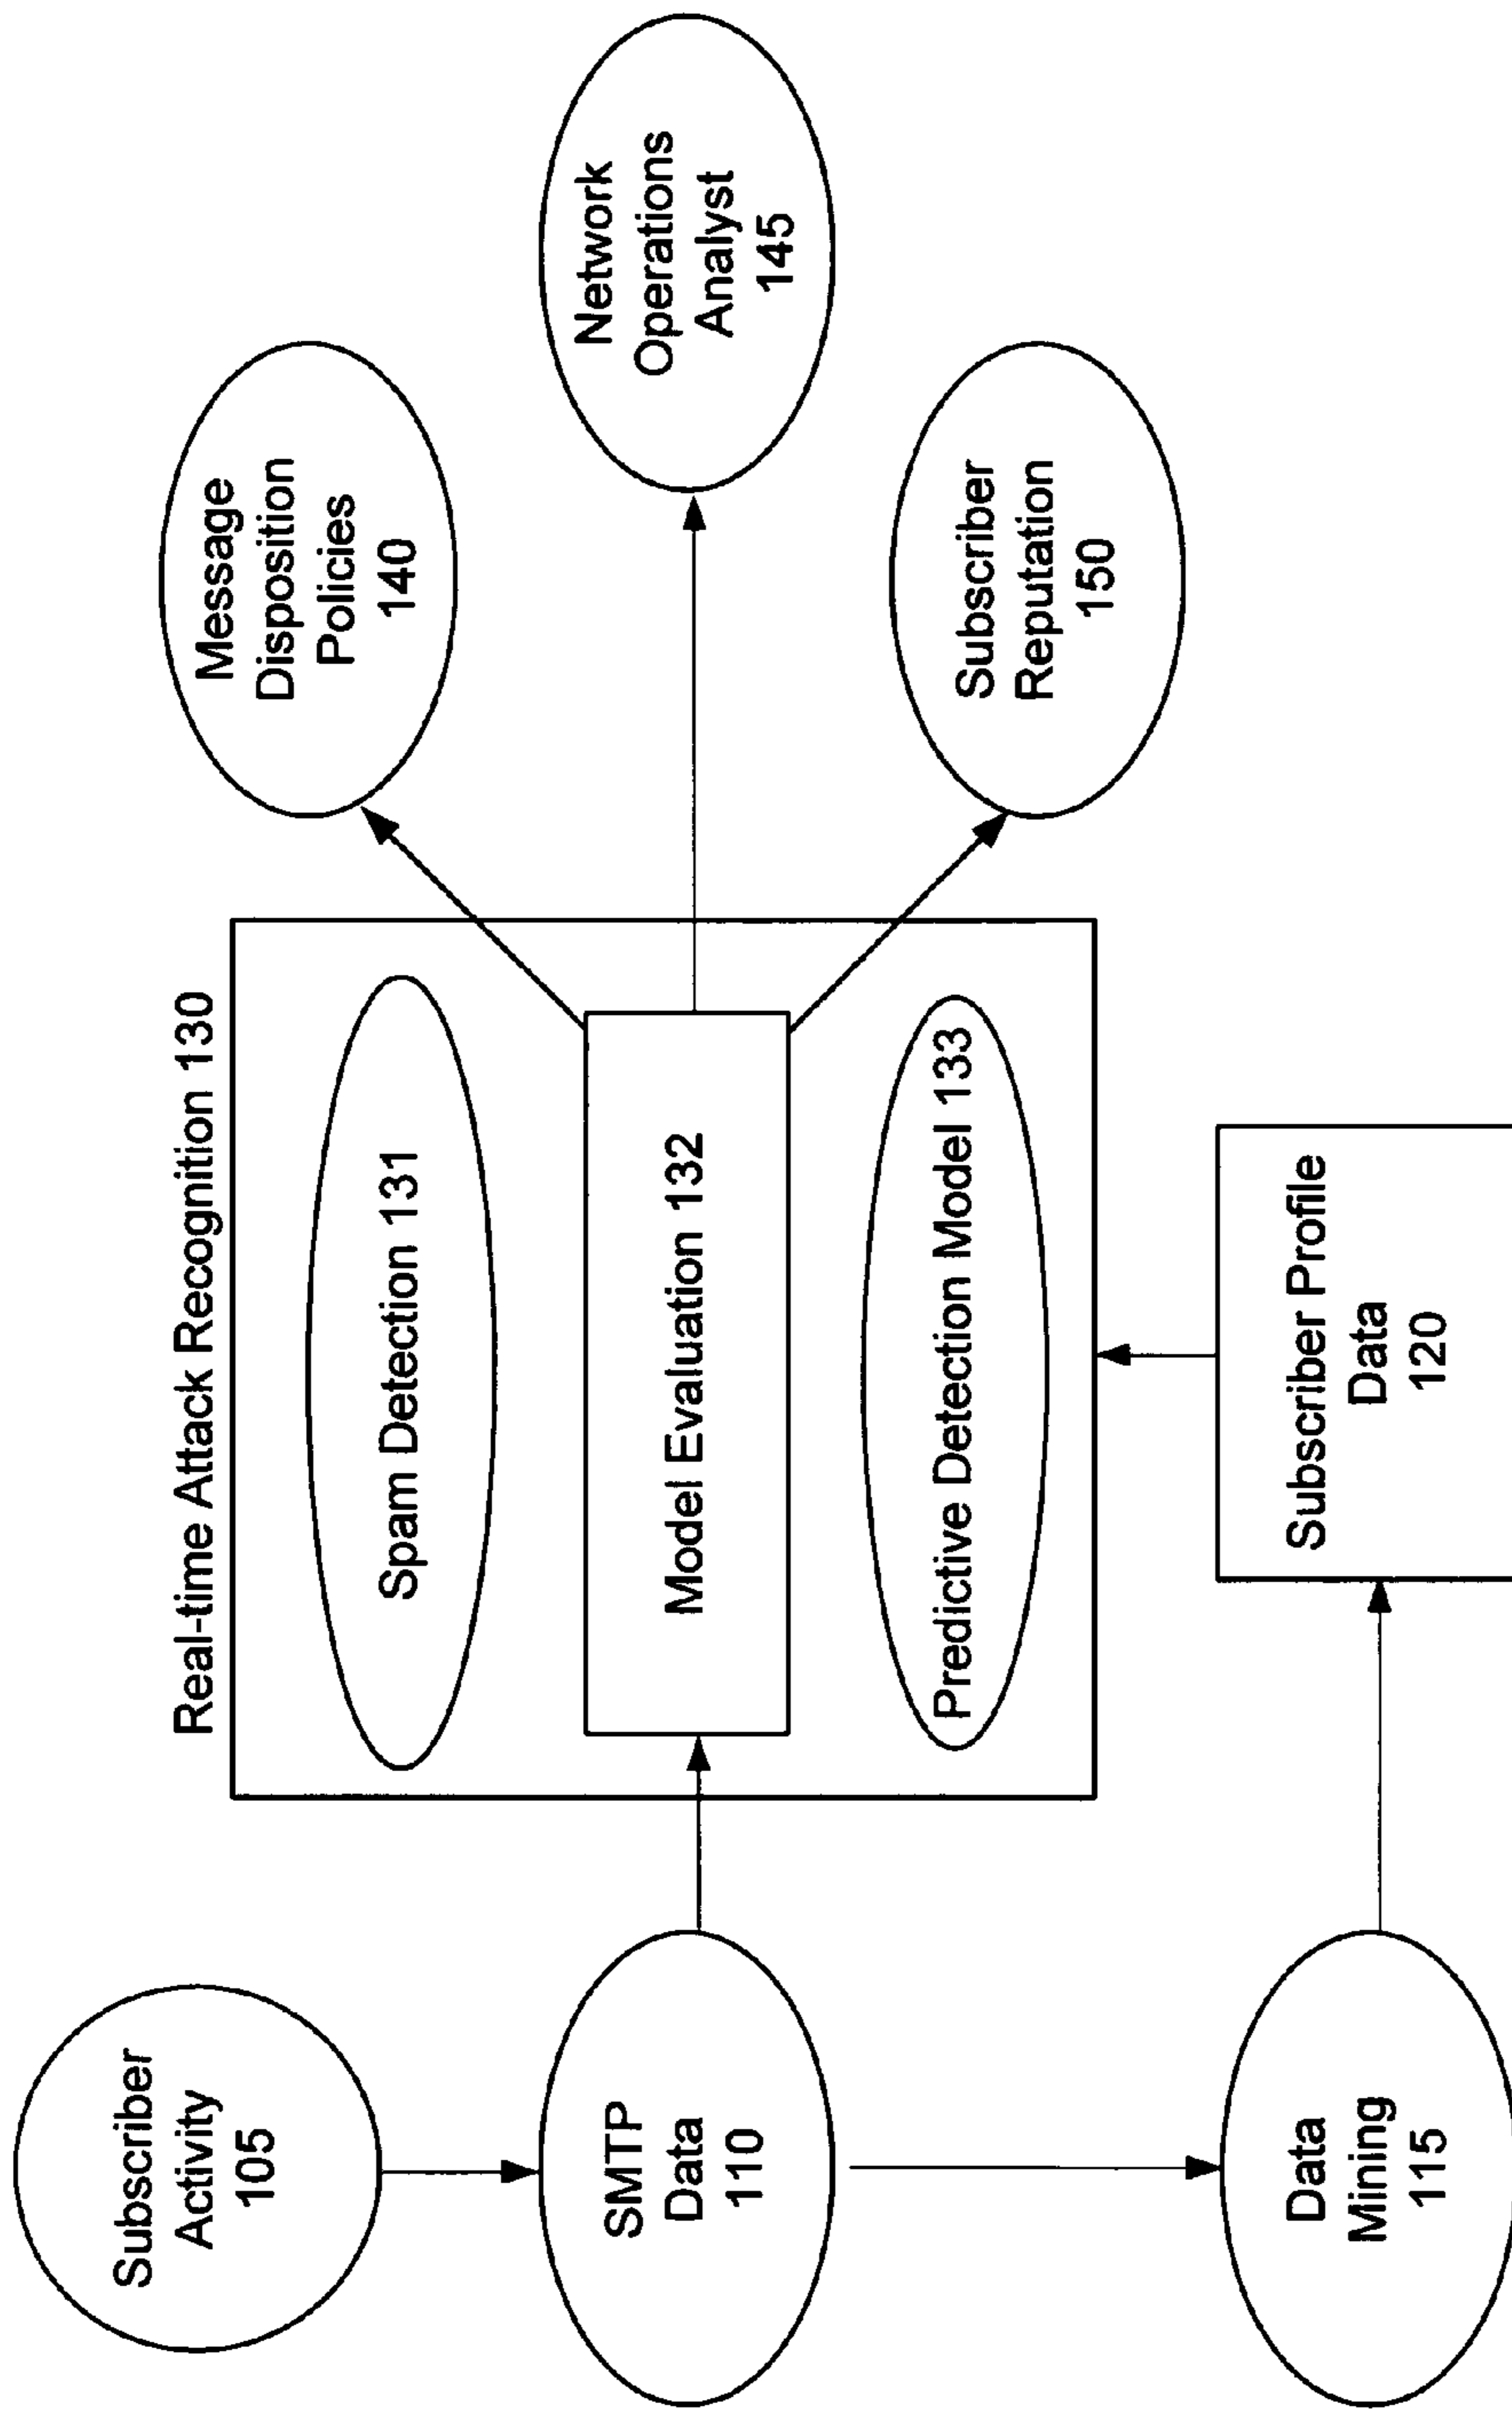 Subscriber
Activity
105
SMTP
Data
110
Data
Mining
115
Real-time Attack Recognition 130
Spam Detection 131
Model Evaluation 132
Predictive Detection Model 133
Subscriber Profile
Data
120
Message
Disposition
Policies
140
Network
Operations
Analyst
145
Subscriber
Reputation
150